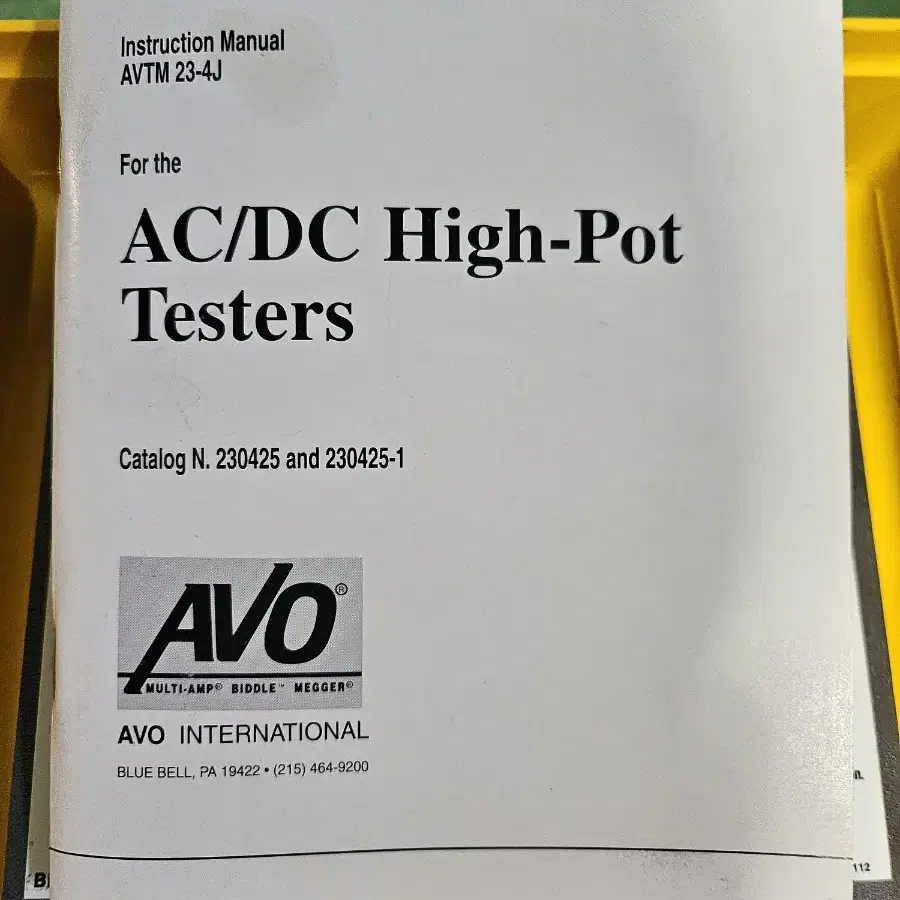 Instruction Manual
AVTM 23-4J
For the
AC/DC High-Pot
Testers
Catalog N. 230425 and 230425-1
AVO®
MULTI-AMP® BIDDLE™ MEGGER®
AVO INTERNATIONAL
BLUE BELL, PA 19422 • (215) 464-9200
112